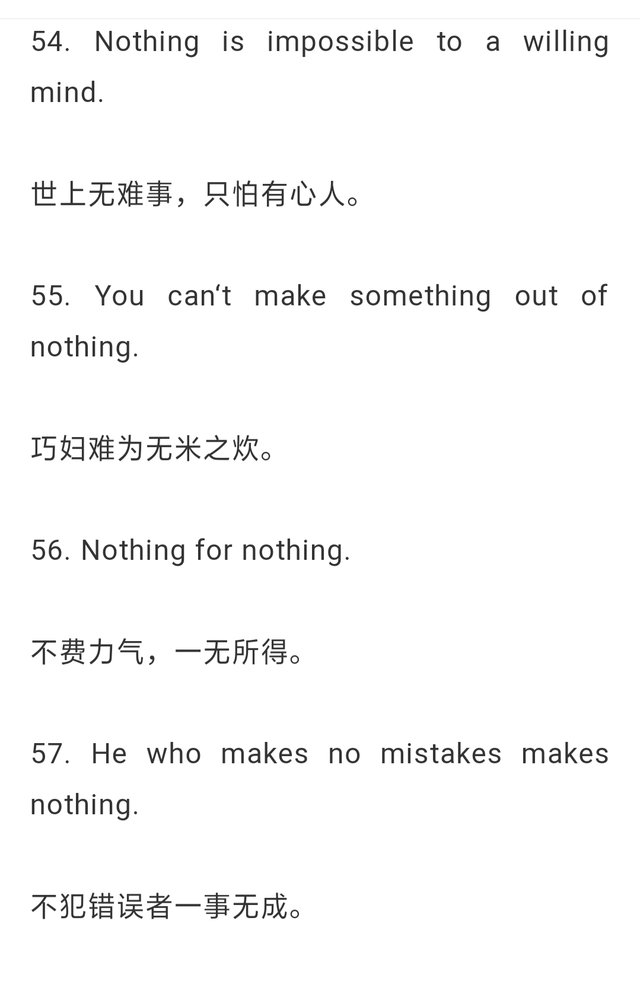 54. Nothing is impossible to a willing
mind.
世上无难事，只怕有心人。
55. You can‘t make something out of
nothing.
巧妇难为无米之炊。
56. Nothing for nothing.
不费力气，一无所得。
57. He who makes no mistakes makes
nothing.
不犯错误者一事无成。